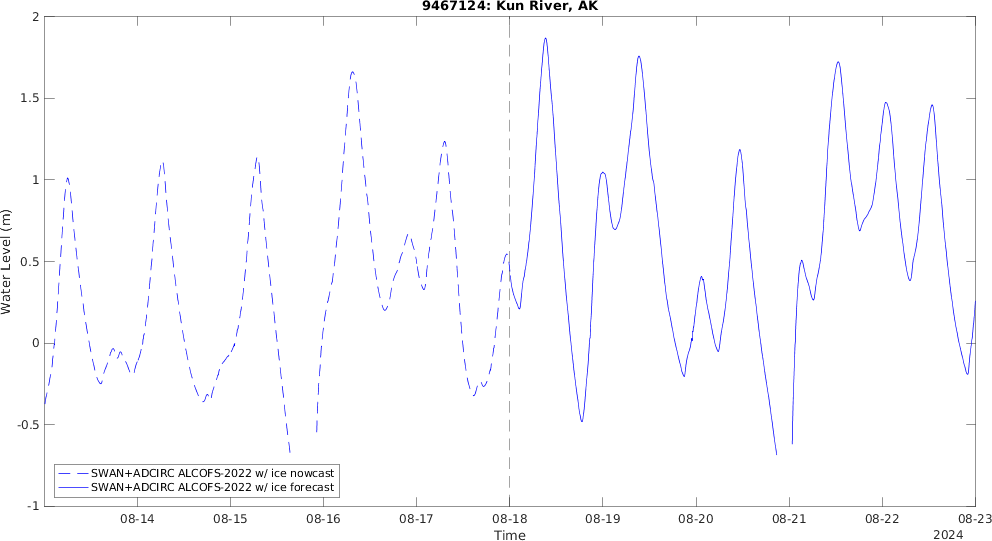 9467124: Kun River, AK
2
1.5
1
0.5
0
-0.5
-1
Water Level (m)
SWAN+ADCIRC ALCOFS-2022 w/ ice nowcast
SWAN+ADCIRC ALCOFS-2022 w/ ice forecast
08-14 08-15 08-16 08-17 08-18 08-19 08-20 08-21 08-22 08-23
Time
2024